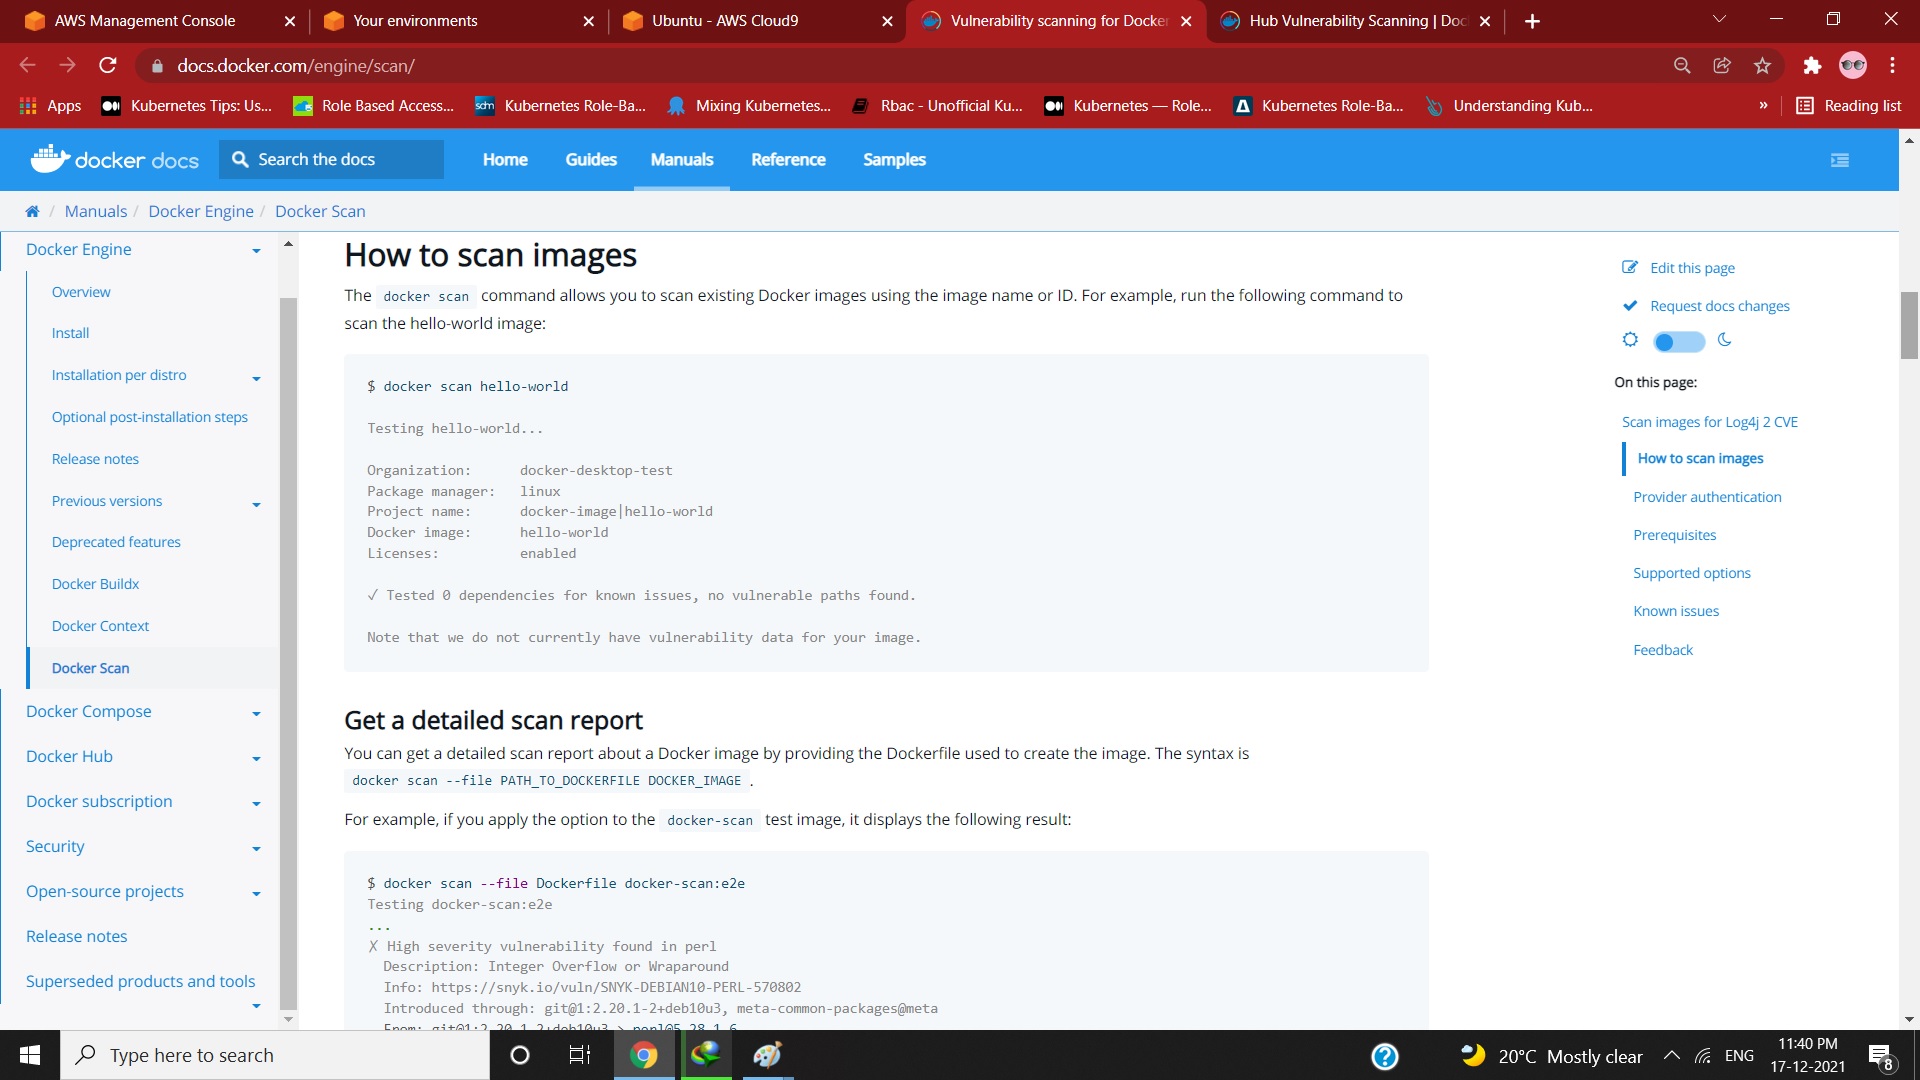 AWS Management Console
Your environments
Ubuntu - AWS Cloud9
Vulnerability scanning for Docker
Hub Vulnerability Scanning | Doc
docs.docker.com/engine/scan/
Apps
Kubernetes Tips: Us...
Role Based Access...
sdm
Kubernetes Role-Ba...
Mixing Kubernetes...
Rbac - Unofficial Ku...
Kubernetes — Role...
Kubernetes Role-Ba...
Understanding Kub...
»
Reading list
docker docs
Search the docs
Home
Guides
Manuals
Reference
Samples
/ Manuals / Docker Engine / Docker Scan
Docker Engine
Overview
Install
Installation per distro
Optional post-installation steps
Release notes
Previous versions
Deprecated features
Docker Buildx
Docker Context
Docker Scan
Docker Compose
Docker Hub
Docker subscription
Security
Open-source projects
Release notes
Superseded products and tools
How to scan images
The docker scan command allows you to scan existing Docker images using the image name or ID. For example, run the following command to
scan the hello-world image:
$ docker scan hello-world
Testing hello-world...
Organization: docker-desktop-test
Package manager: linux
Project name: docker-image|hello-world
Docker image: hello-world
Licenses: enabled
✓ Tested 0 dependencies for known issues, no vulnerable paths found.
Note that we do not currently have vulnerability data for your image.
Get a detailed scan report
You can get a detailed scan report about a Docker image by providing the Dockerfile used to create the image. The syntax is
docker scan --file PATH_TO_DOCKERFILE DOCKER_IMAGE .
For example, if you apply the option to the docker-scan test image, it displays the following result:
$ docker scan --file Dockerfile docker-scan:e2e
Testing docker-scan:e2e
...
✗ High severity vulnerability found in perl
Description: Integer Overflow or Wraparound
Info: https://snyk.io/vuln/SNYK-DEBIAN10-PERL-570802
Introduced through: git@1:2.20.1-2+deb10u3, meta-common-packages@meta
From: git@1:2.20.1-2+deb10u3 > perl@5.28.1-6
Edit this page
Request docs changes
On this page:
Scan images for Log4j 2 CVE
How to scan images
Provider authentication
Prerequisites
Supported options
Known issues
Feedback
Type here to search
20°C Mostly clear
ENG
11:40 PM
17-12-2021
8